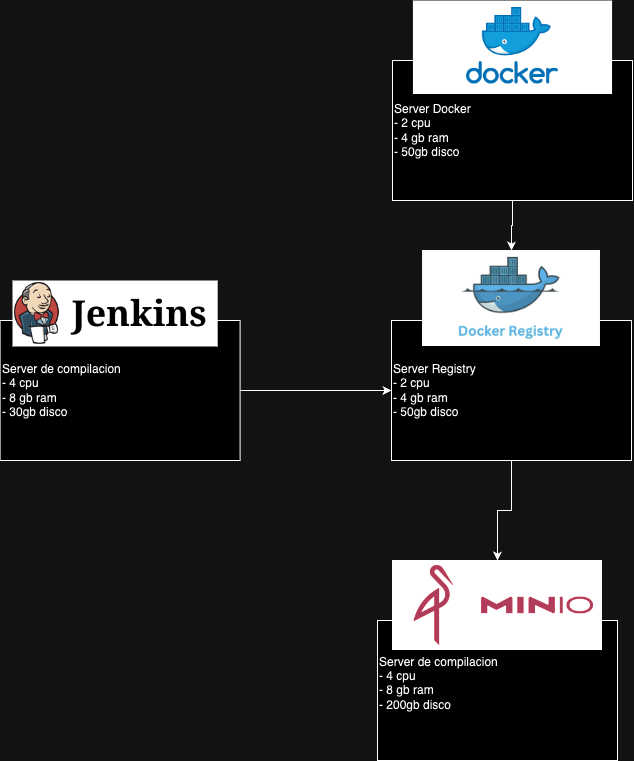 docker
Server Docker
- 2 cpu
- 4 gb ram
- 50gb disco
Docker Registry
Jenkins
Server de compilacion
- 4 cpu
- 8 gb ram
- 30gb disco
Server Registry
- 2 cpu
- 4 gb ram
- 50gb disco
MINIO
Server de compilacion
- 4 cpu
- 8 gb ram
- 200gb disco